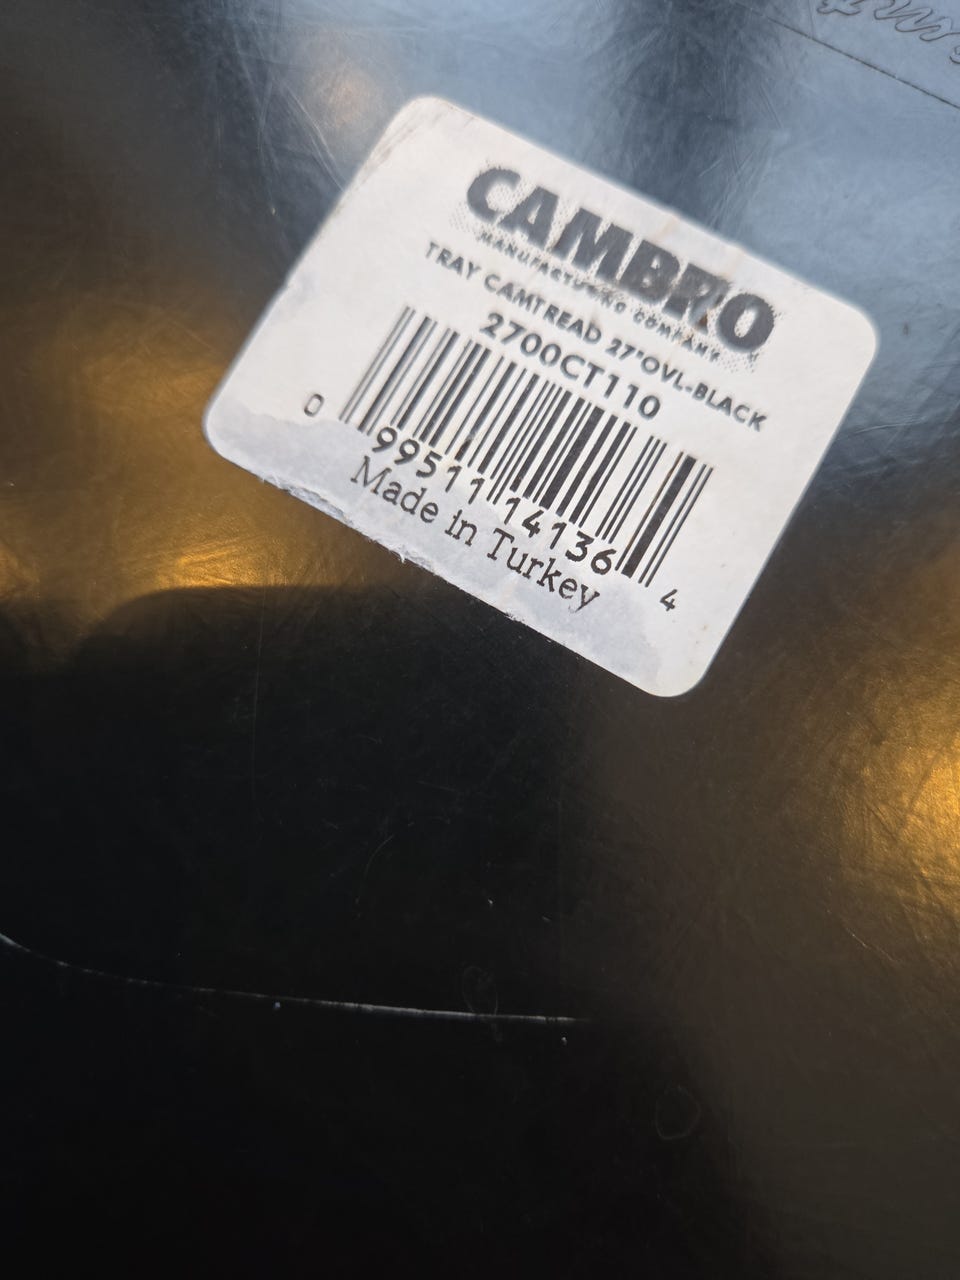 CAMBRO
MANUFACTURING COMPANY
TRAY CAMTREAD 27"OVL-BLACK
2700CT110
0 99511 14136 4
Made in Turkey